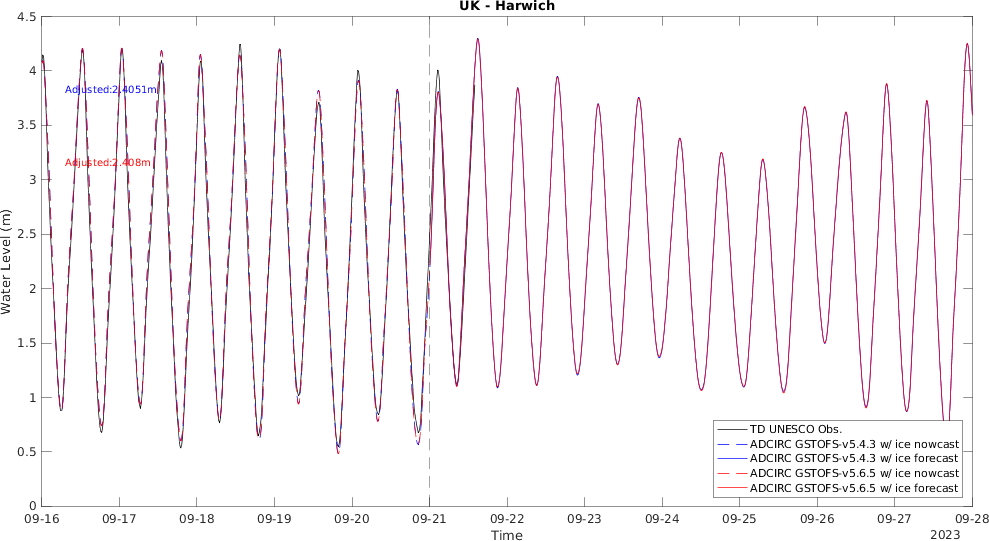 UK - Harwich
4.5
4
3.5
3
2.5
2
1.5
1
0.5
0
Water Level (m)
Adjusted:2.4051m
Adjusted:2.408m
TD UNESCO Obs.
ADCIRC GSTOFS-v5.4.3 w/ ice nowcast
ADCIRC GSTOFS-v5.4.3 w/ ice forecast
ADCIRC GSTOFS-v5.6.5 w/ ice nowcast
ADCIRC GSTOFS-v5.6.5 w/ ice forecast
09-16 09-17 09-18 09-19 09-20 09-21 09-22 09-23 09-24 09-25 09-26 09-27 09-28
Time
2023